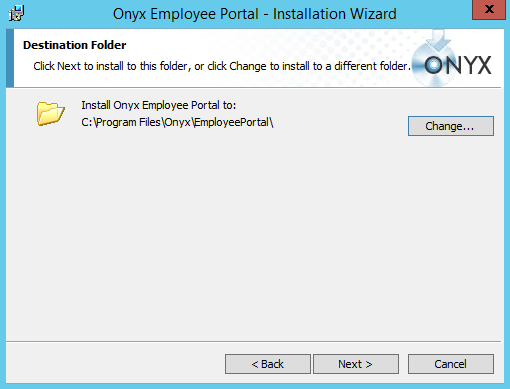 Onyx Employee Portal - Installation Wizard
x
Destination Folder
Click Next to install to this folder, or click Change to install to a different folder.
ONYX
Install Onyx Employee Portal to:
C:\Program Files\Onyx\EmployeePortal\
Change...
< Back
Next >
Cancel